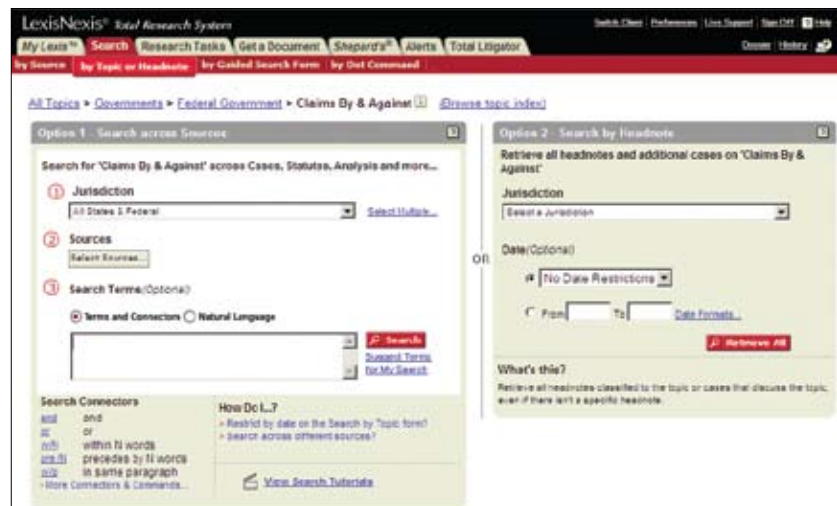 LexisNexis® Total Research System
Switch Client | Preferences | Live Support | Sign Off | ? Help
My Lexis™ Search Research Tasks Get a Document Shepard's® Alerts Total Litigator
Dossier | History |
by Source | by Topic or Headnote | by Guided Search Form | by Dot Command
All Topics > Governments > Federal Government > Claims By & Against (Browse topic index)
Option 1 - Search across Sources
Search for 'Claims By & Against' across Cases, Statutes, Analysis and more...
1 Jurisdiction
All States & Federal Select Multiple...
2 Sources
Select Sources...
3 Search Terms (Optional)
Terms and Connectors Natural Language
Search
Suggest Terms
for My Search
Search Connectors
and and
or or
w/N within N words
pre/N precedes by N words
w/p in same paragraph
>More Connectors & Commands...
How Do I...?
> Restrict by date on the Search by Topic form?
> Search across different sources?
View Search Tutorials
OR
Option 2 - Search by Headnote
Retrieve all headnotes and additional cases on 'Claims By &
Against'
Jurisdiction
Select a Jurisdiction
Date(Optional)
No Date Restrictions
From To Date Formats...
Retrieve All
What's this?
Retrieve all headnotes classified to the topic or cases that discuss the topic,
even if there isn't a specific headnote.